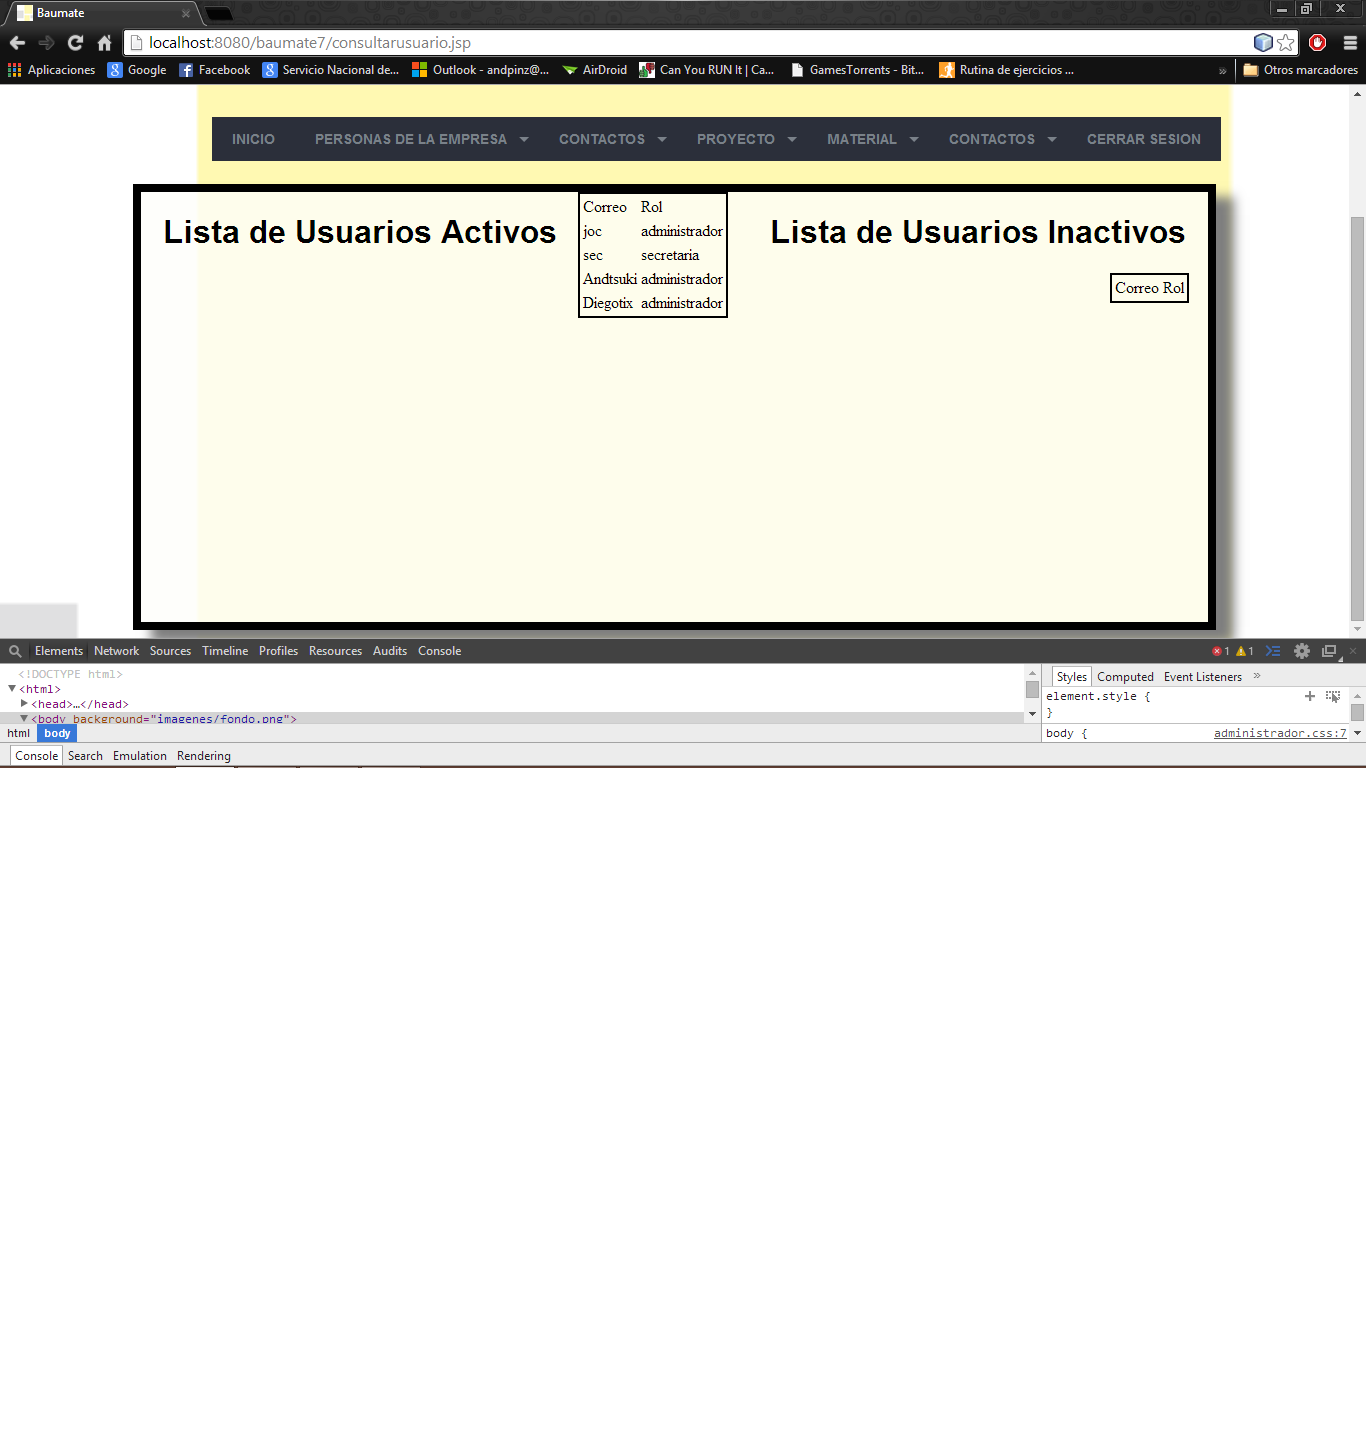 Baumate
localhost:8080/baumate7/consultarusuario.jsp
Aplicaciones Google Facebook Servicio Nacional de... Outlook - andpinz@... AirDroid Can You RUN It | Ca... GamesTorrents - Bit... Rutina de ejercicios ... » Otros marcadores
INICIO PERSONAS DE LA EMPRESA CONTACTOS PROYECTO MATERIAL CONTACTOS CERRAR SESION
Lista de Usuarios Activos
Correo Rol
joc administrador
sec secretaria
Andtsuki administrador
Diegotix administrador
Lista de Usuarios Inactivos
Correo Rol
Elements Network Sources Timeline Profiles Resources Audits Console 1 1
<!DOCTYPE html>
<html>
<head>…</head>
<body background="imagenes/fondo.png">
html body
Styles Computed Event Listeners »
element.style {
}
body { administrador.css:7
Console Search Emulation Rendering